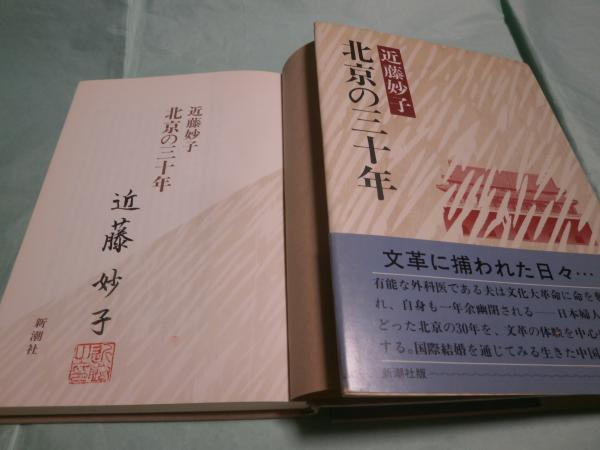 近藤妙子
北京の三十年
近藤妙子
新潮社
近藤妙子
北京の三十年
文革に捕われた日々…
有能な外科医である夫は文化大革命に命を奪
れ、自身も一年余幽閉される――日本婦人
どった北京の30年を、文革の体験を中心
する。国際結婚を通じてみる生きた中国
新潮社版